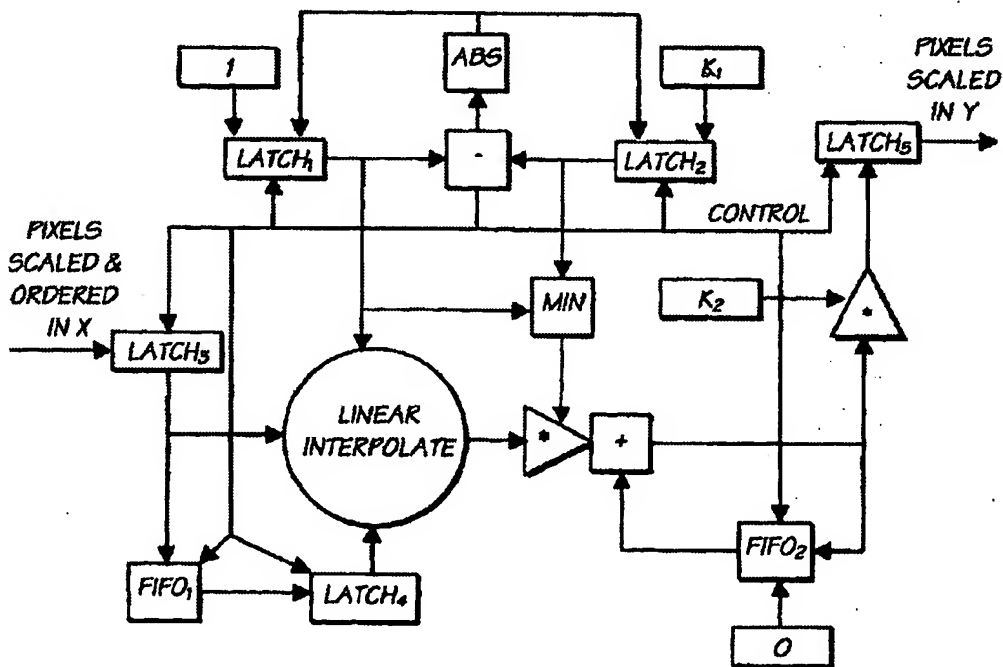 1
ABS
K₁
PIXELS
SCALED
IN Y
LATCH₁
-
LATCH₂
LATCH₅
CONTROL
PIXELS
SCALED &
ORDERED
IN X
MIN
K₂
*
LATCH₃
LINEAR
INTERPOLATE
*
+
FIFO₂
FIFO₁
LATCH₄
0